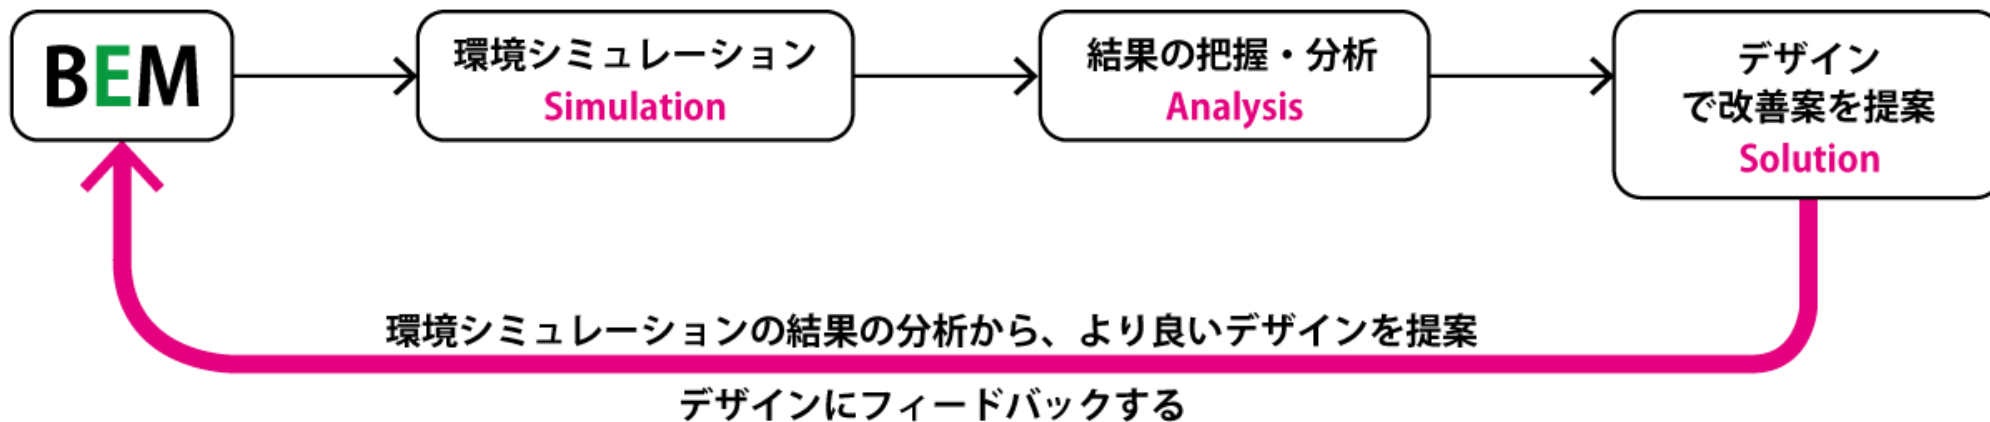 BEM
環境シミュレーション
Simulation
結果の把握・分析
Analysis
デザイン
で改善案を提案
Solution
環境シミュレーションの結果の分析から、より良いデザインを提案
デザインにフィードバックする